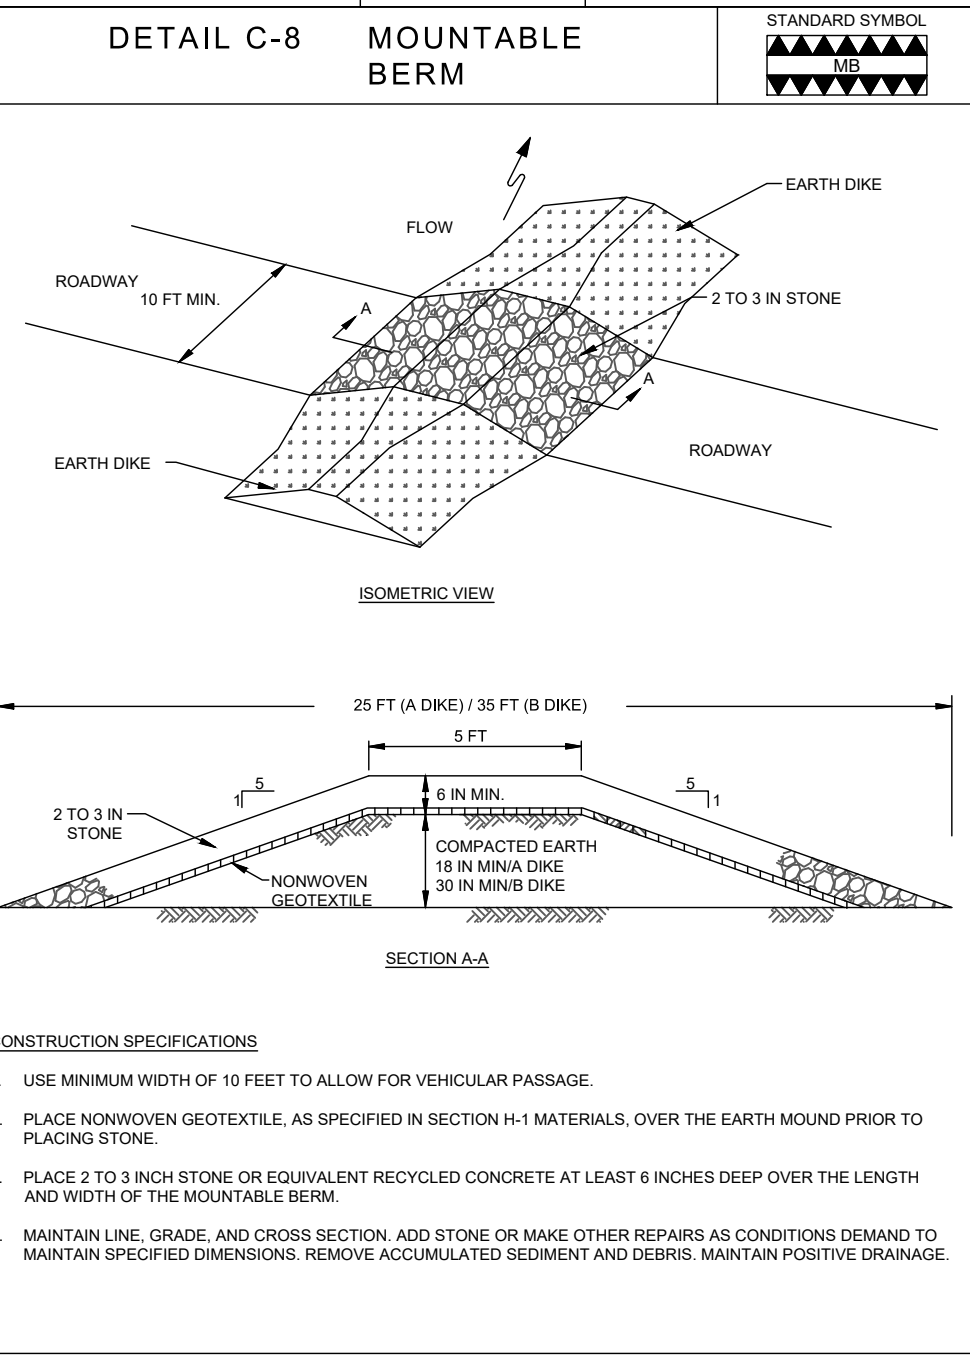 DETAIL C-8 MOUNTABLE
BERM
STANDARD SYMBOL
MB
EARTH DIKE
FLOW
ROADWAY
10 FT MIN.
A
2 TO 3 IN STONE
A
ROADWAY
EARTH DIKE
ISOMETRIC VIEW
25 FT (A DIKE) / 35 FT (B DIKE)
5 FT
5
1
6 IN MIN.
5
1
2 TO 3 IN
STONE
COMPACTED EARTH
18 IN MIN/A DIKE
30 IN MIN/B DIKE
NONWOVEN
GEOTEXTILE
SECTION A-A
ONSTRUCTION SPECIFICATIONS
. USE MINIMUM WIDTH OF 10 FEET TO ALLOW FOR VEHICULAR PASSAGE.
. PLACE NONWOVEN GEOTEXTILE, AS SPECIFIED IN SECTION H-1 MATERIALS, OVER THE EARTH MOUND PRIOR TO
PLACING STONE.
. PLACE 2 TO 3 INCH STONE OR EQUIVALENT RECYCLED CONCRETE AT LEAST 6 INCHES DEEP OVER THE LENGTH
AND WIDTH OF THE MOUNTABLE BERM.
. MAINTAIN LINE, GRADE, AND CROSS SECTION. ADD STONE OR MAKE OTHER REPAIRS AS CONDITIONS DEMAND TO
MAINTAIN SPECIFIED DIMENSIONS. REMOVE ACCUMULATED SEDIMENT AND DEBRIS. MAINTAIN POSITIVE DRAINAGE.